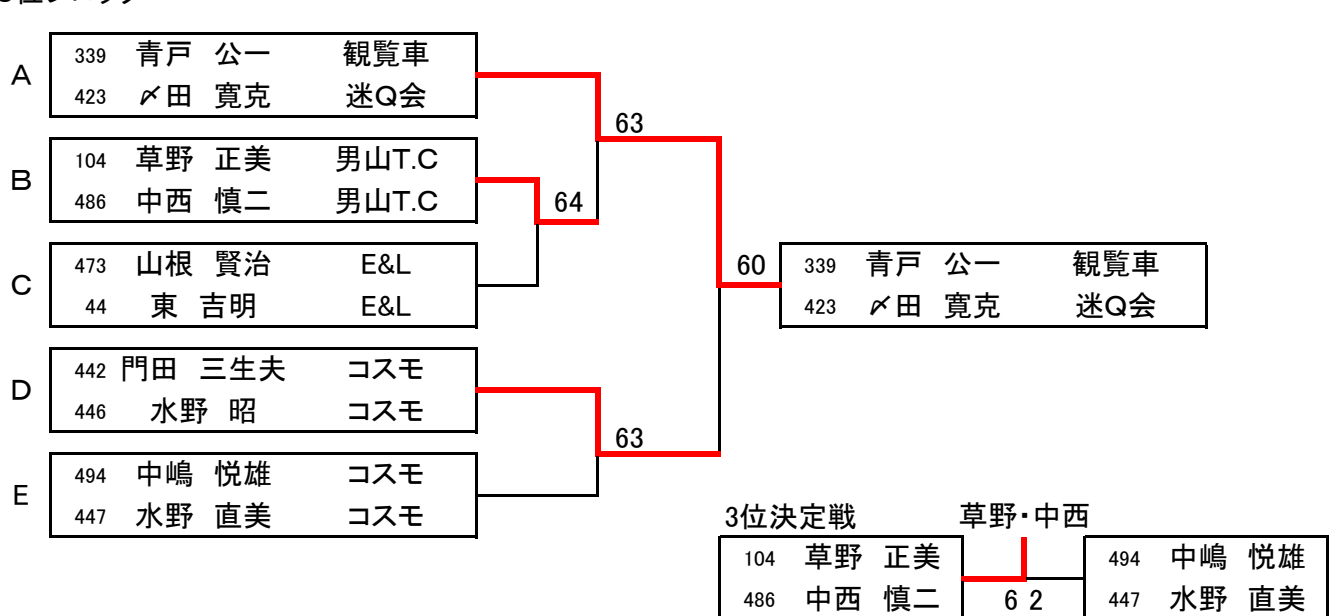 A
339 青戸 公一 観覧車
423 〆田 寛克 迷Q会
63
B
104 草野 正美 男山T.C
486 中西 慎二 男山T.C
64
C
473 山根 賢治 E&L
44 東 吉明 E&L
60
339 青戸 公一 観覧車
423 〆田 寛克 迷Q会
D
442 門田 三生夫 コスモ
446 水野 昭 コスモ
63
E
494 中嶋 悦雄 コスモ
447 水野 直美 コスモ
3位決定戦 草野・中西
104 草野 正美
486 中西 慎二
6 2
494 中嶋 悦雄
447 水野 直美